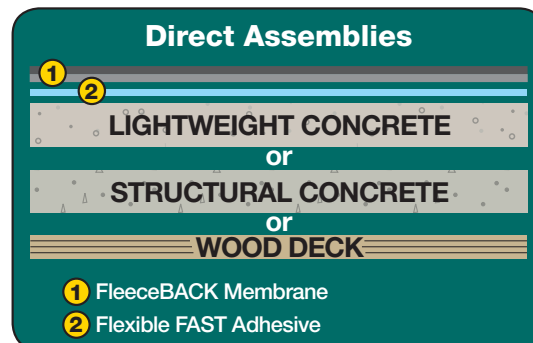 Direct Assemblies
1
2
LIGHTWEIGHT CONCRETE
or
STRUCTURAL CONCRETE
or
WOOD DECK
1 FleeceBACK Membrane
2 Flexible FAST Adhesive